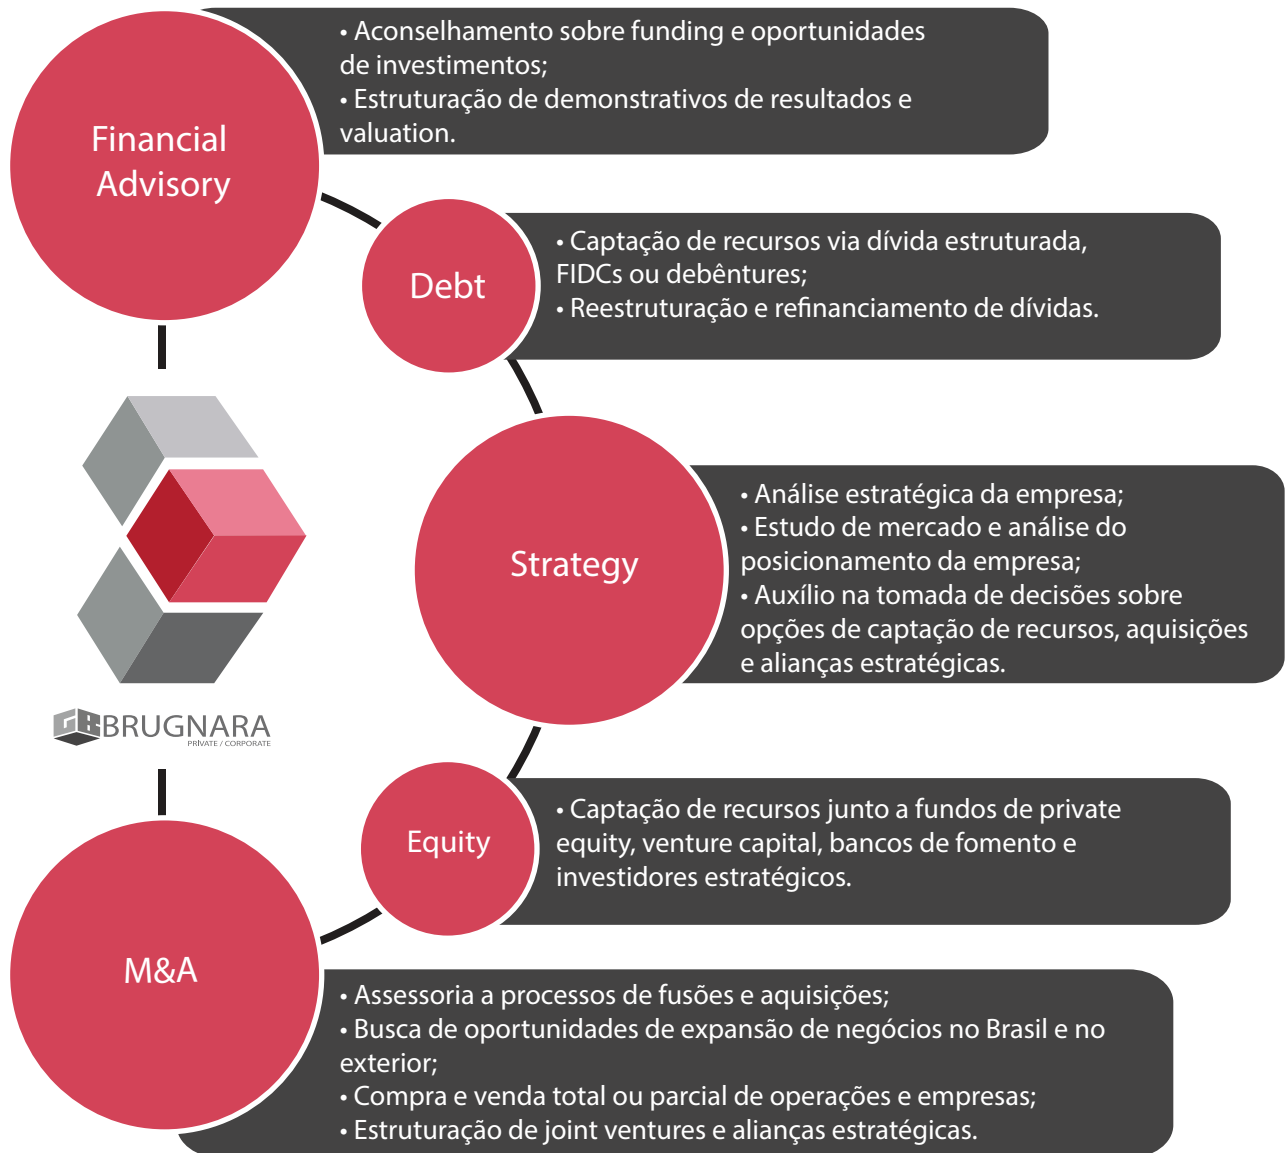 Financial
Advisory
• Aconselhamento sobre funding e oportunidades
de investimentos;
• Estruturação de demonstrativos de resultados e
valuation.
Debt
• Captação de recursos via dívida estruturada,
FIDCs ou debêntures;
• Reestruturação e refinanciamento de dívidas.
Strategy
• Análise estratégica da empresa;
• Estudo de mercado e análise do
posicionamento da empresa;
• Auxílio na tomada de decisões sobre
opções de captação de recursos, aquisições
e alianças estratégicas.
GB BRUGNARA
PRIVATE / CORPORATE
Equity
• Captação de recursos junto a fundos de private
equity, venture capital, bancos de fomento e
investidores estratégicos.
M&A
• Assessoria a processos de fusões e aquisições;
• Busca de oportunidades de expansão de negócios no Brasil e no
exterior;
• Compra e venda total ou parcial de operações e empresas;
• Estruturação de joint ventures e alianças estratégicas.